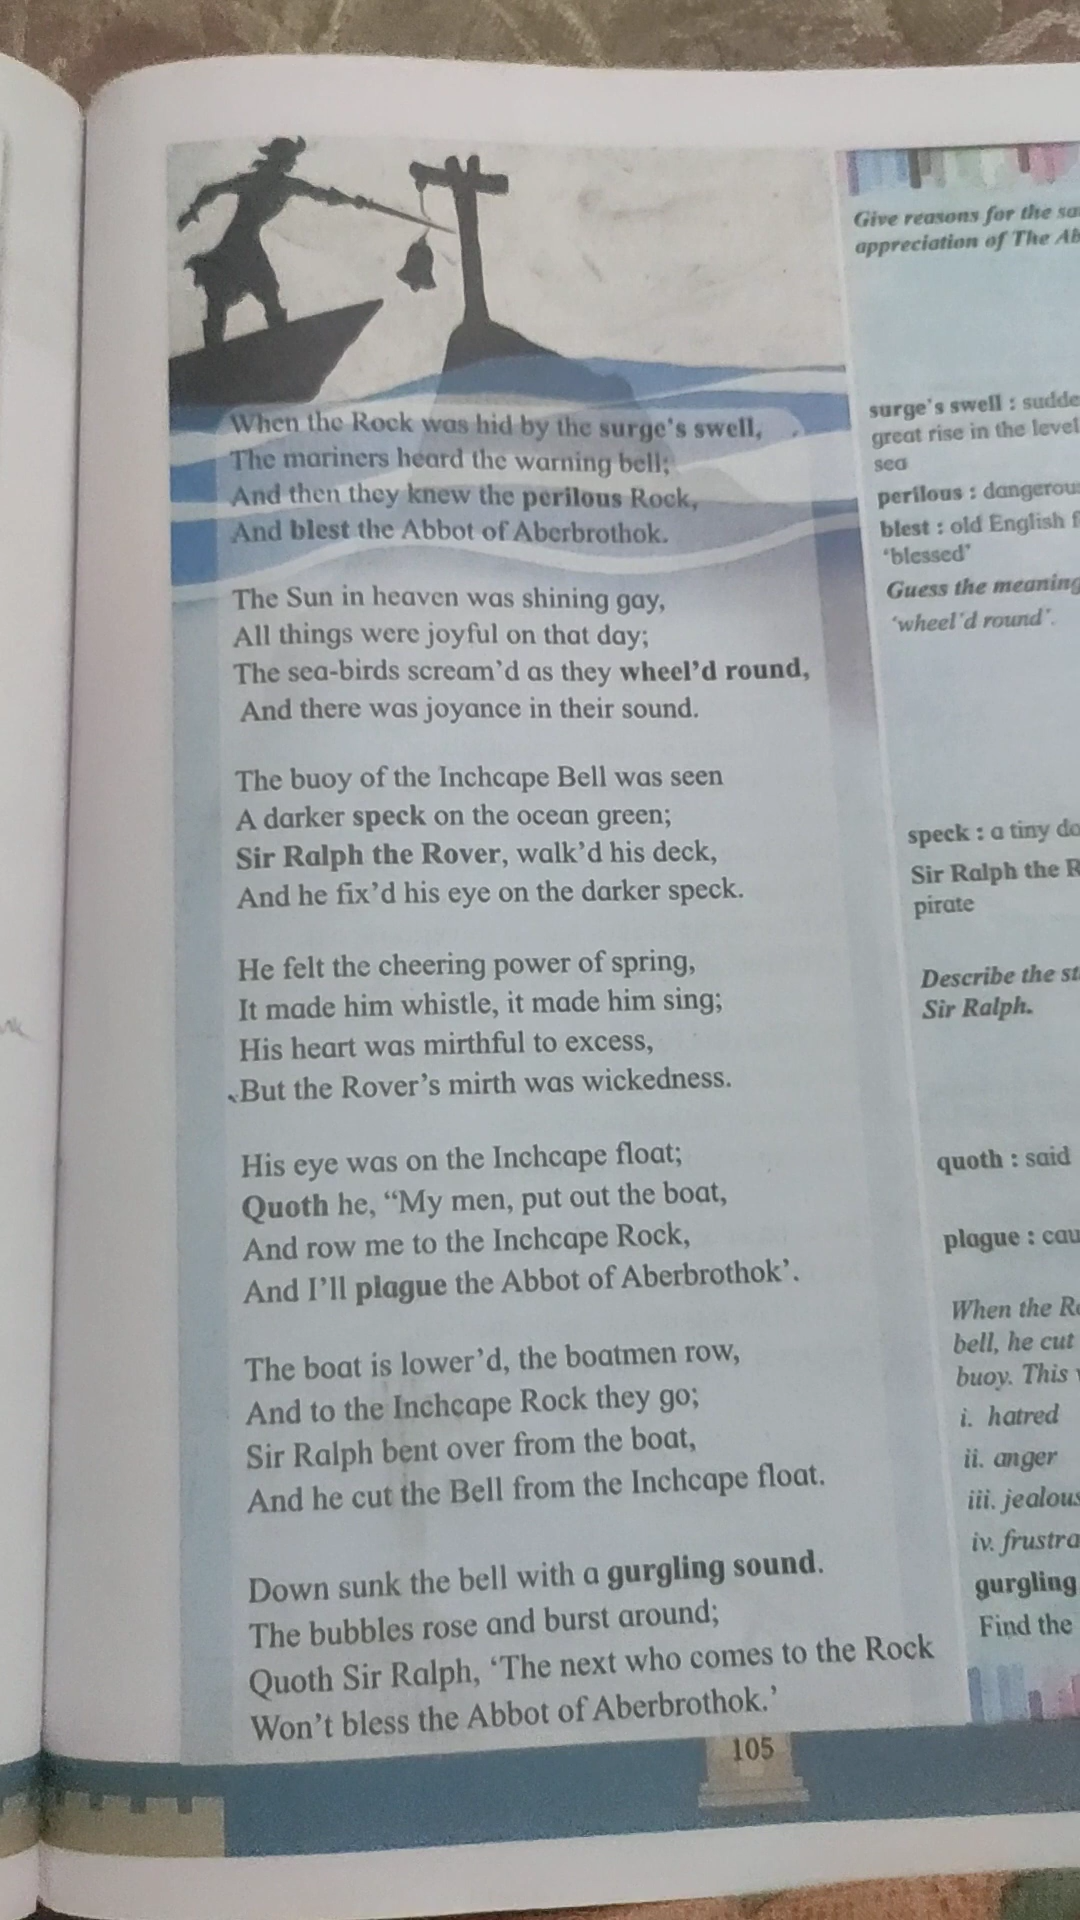 When the Rock was hid by the surge's swell,
The mariners heard the warning bell;
And then they knew the perilous Rock,
And blest the Abbot of Aberbrothok.
The Sun in heaven was shining gay,
All things were joyful on that day;
The sea-birds scream'd as they wheel'd round,
And there was joyance in their sound.
The buoy of the Inchcape Bell was seen
A darker speck on the ocean green;
Sir Ralph the Rover, walk'd his deck,
And he fix'd his eye on the darker speck.
He felt the cheering power of spring,
It made him whistle, it made him sing;
His heart was mirthful to excess,
But the Rover's mirth was wickedness.
His eye was on the Inchcape float;
Quoth he, “My men, put out the boat,
And row me to the Inchcape Rock,
And I'll plague the Abbot of Aberbrothok’.
The boat is lower'd, the boatmen row,
And to the Inchcape Rock they go;
Sir Ralph bent over from the boat,
And he cut the Bell from the Inchcape float.
Down sunk the bell with a gurgling sound.
The bubbles rose and burst around;
Quoth Sir Ralph, ‘The next who comes to the Rock
Won't bless the Abbot of Aberbrothok.’
105
Give reasons for the
appreciation of The
surge's swell :
great rise in the level
sea
perilous :
blest : old English
‘blessed’
Guess the meaning
‘wheel'd round’.
speck : a tiny
Sir Ralph the
pirate
Describe the
Sir Ralph.
quoth : said
plague :
When the
bell, he cut
buoy. This
i. hatred
ii. anger
iii.
iv.
gurgling
Find the